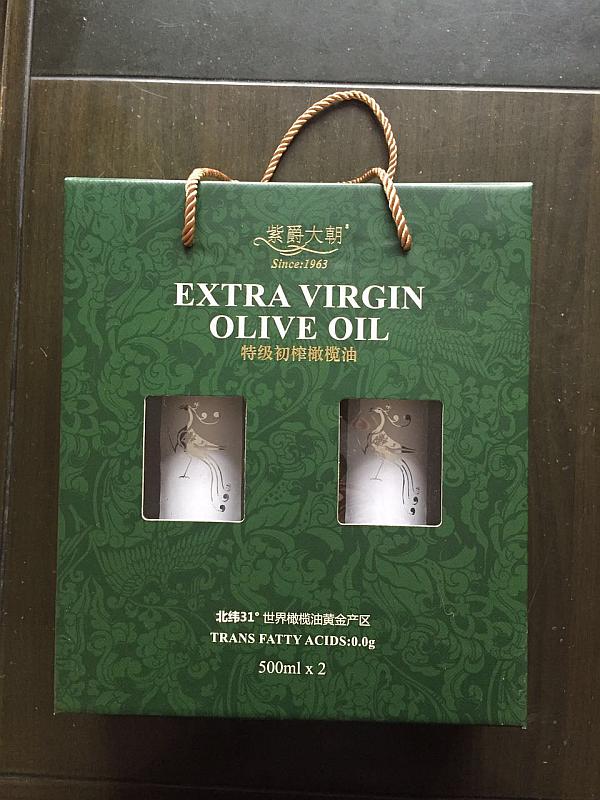 紫爵大朝®
Since:1963
EXTRA VIRGIN
OLIVE OIL
特级初榨橄榄油
北纬31° 世界橄榄油黄金产区
TRANS FATTY ACIDS:0.0g
500ml x 2